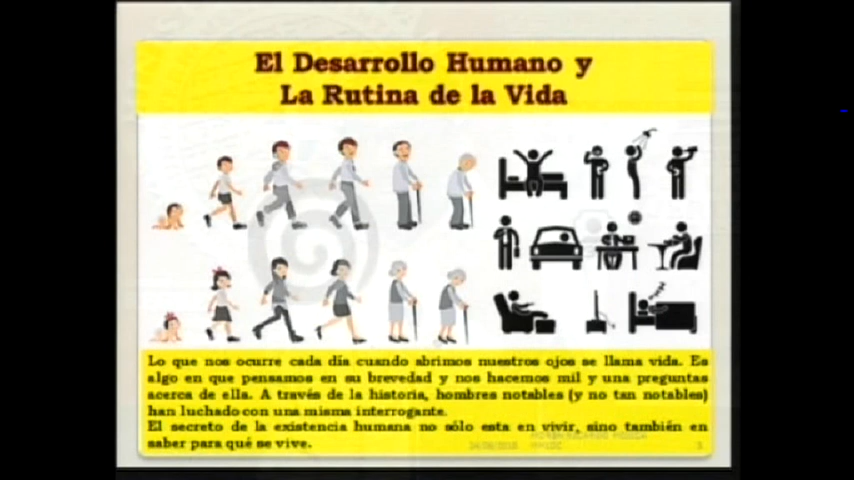 El Desarrollo Humano y
La Rutina de la Vida
Lo que nos ocurre cada día cuando abrimos nuestros ojos se llama vida. Es
algo en que pensamos en su brevedad y nos hacemos mil y una preguntas
acerca de ella. A través de la historia, hombres notables (y no tan notables)
han luchado con una misma interrogante.
El secreto de la existencia humana no sólo esta en vivir, sino también en
saber para qué se vive.